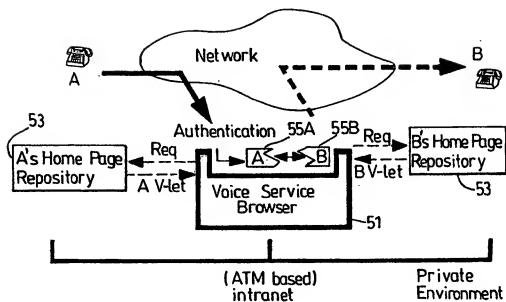 Network
A
B
Authentication
55A
55B
53
A's Home Page
Repository
Req
A V-let
A
B
Req
B V-let
B's Home Page
Repository
53
Voice Service
Browser
51
(ATM based)
intranet
Private
Environment